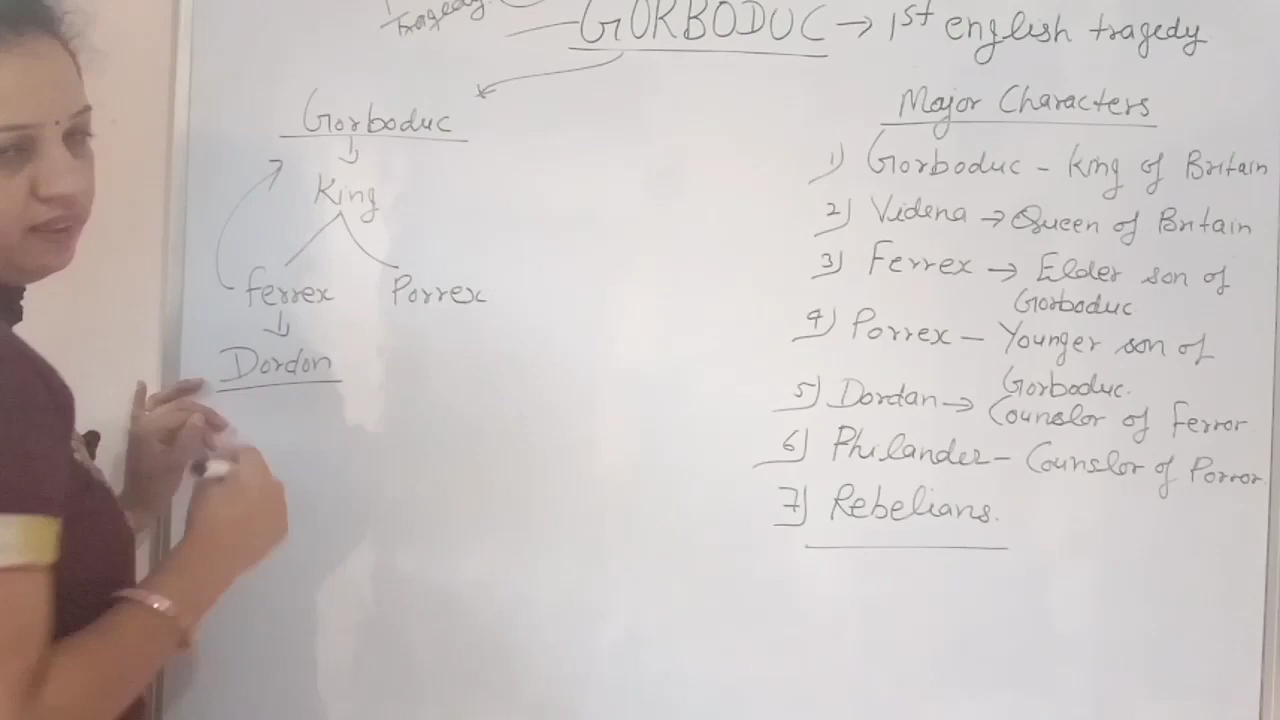 Tragedy.
GORBODUC → 1st english tragedy
Gorboduc
King
Ferrex Porrex
Dordon
Major Characters
1) Gorboduc - King of Britain
2) Videna → Queen of Britain
3) Ferrex → Elder son of
Gorboduc
4) Porrex - Younger son of
Gorboduc.
5) Dordan → Counslor of Ferror
6) Philander - Counslor of Porror.
7) Rebelians.